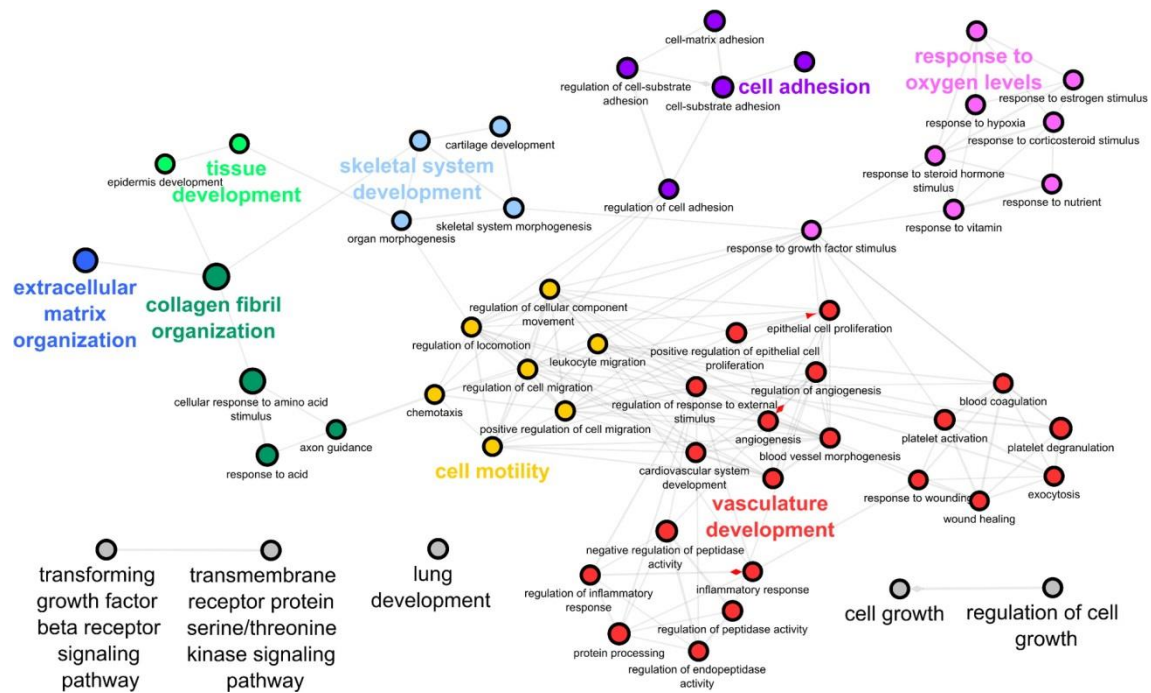 cell-matrix adhesion
regulation of cell-substrate
adhesion
cell-substrate adhesion
cell adhesion
response to
oxygen levels
response to estrogen stimulus
response to hypoxia
response to corticosteroid stimulus
response to steroid hormone
stimulus
response to nutrient
response to vitamin
cartilage development
skeletal system
development
skeletal system morphogenesis
organ morphogenesis
tissue
development
epidermis development
regulation of cell adhesion
response to growth factor stimulus
extracellular
matrix
organization
collagen fibril
organization
regulation of cellular component
movement
regulation of locomotion
leukocyte migration
regulation of cell migration
chemotaxis
positive regulation of cell migration
cell motility
epithelial cell proliferation
positive regulation of epithelial cell
proliferation
regulation of angiogenesis
regulation of response to external
stimulus
angiogenesis
blood vessel morphogenesis
cardiovascular system
development
vasculature
development
blood coagulation
platelet activation
platelet degranulation
response to wounding
exocytosis
wound healing
cellular response to amino acid
stimulus
axon guidance
response to acid
negative regulation of peptidase
activity
regulation of inflammatory
response
inflammatory response
regulation of peptidase activity
protein processing
regulation of endopeptidase
activity
transforming
growth factor
beta receptor
signaling
pathway
transmembrane
receptor protein
serine/threonine
kinase signaling
pathway
lung
development
cell growth
regulation of cell
growth